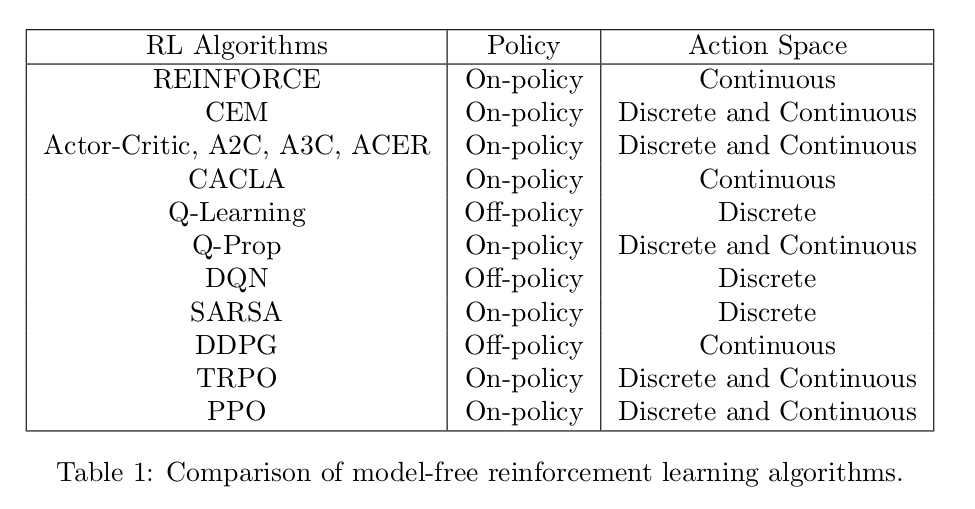 RL Algorithms Policy Action Space
REINFORCE On-policy Continuous
CEM On-policy Discrete and Continuous
Actor-Critic, A2C, A3C, ACER On-policy Discrete and Continuous
CACLA On-policy Continuous
Q-Learning Off-policy Discrete
Q-Prop On-policy Discrete and Continuous
DQN Off-policy Discrete
SARSA On-policy Discrete
DDPG Off-policy Continuous
TRPO On-policy Discrete and Continuous
PPO On-policy Discrete and Continuous
Table 1: Comparison of model-free reinforcement learning algorithms.